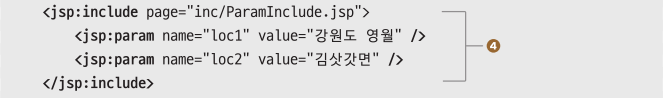 <jsp:include page="inc/ParamInclude.jsp">
    <jsp:param name="loc1" value="강원도 영월" />
    <jsp:param name="loc2" value="김삿갓면" />
</jsp:include>
❹